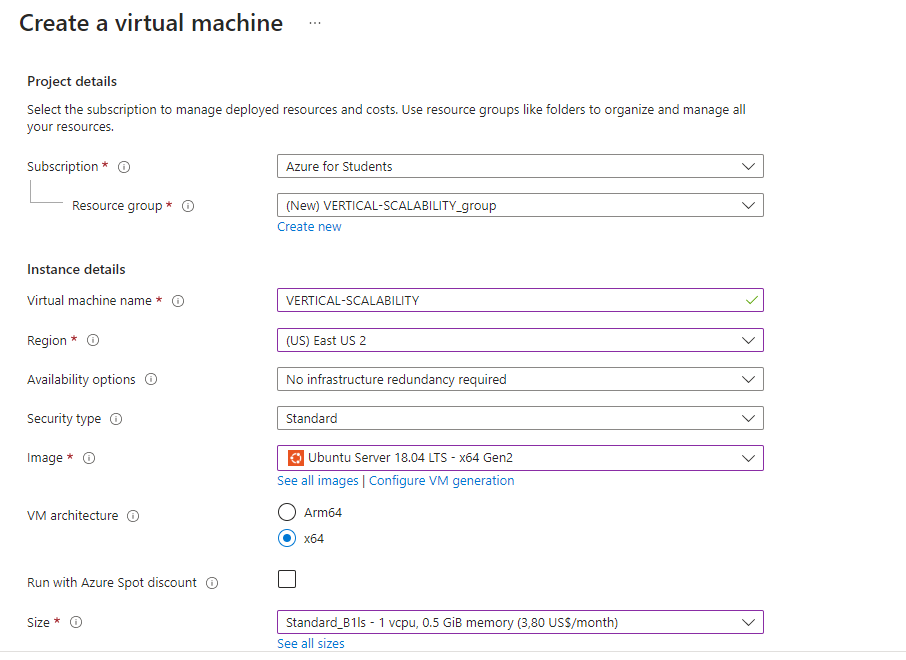 Create a virtual machine ...
Project details
Select the subscription to manage deployed resources and costs. Use resource groups like folders to organize and manage all
your resources.
Subscription * Azure for Students
Resource group * (New) VERTICAL-SCALABILITY_group
Create new
Instance details
Virtual machine name * VERTICAL-SCALABILITY
Region * (US) East US 2
Availability options No infrastructure redundancy required
Security type Standard
Image * Ubuntu Server 18.04 LTS - x64 Gen2
See all images | Configure VM generation
VM architecture Arm64
x64
Run with Azure Spot discount
Size * Standard_B1ls - 1 vcpu, 0.5 GiB memory (3,80 US$/month)
See all sizes